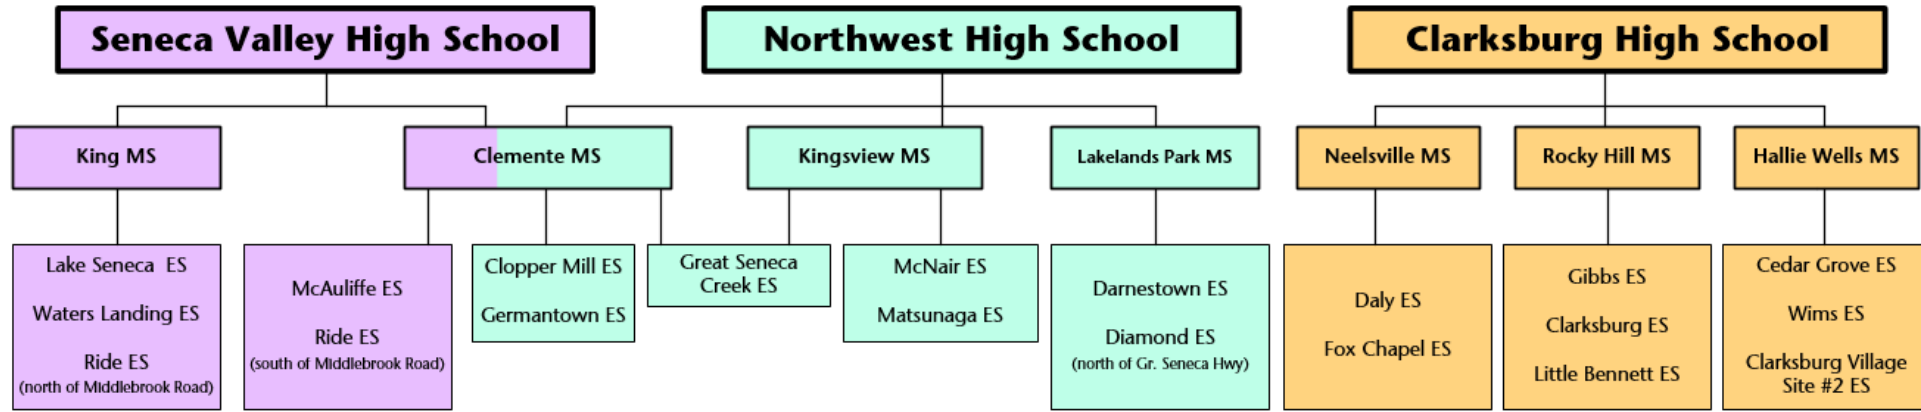 Seneca Valley High School
Northwest High School
Clarksburg High School
King MS
Clemente MS
Kingsview MS
Lakelands Park MS
Neelsville MS
Rocky Hill MS
Hallie Wells MS
Lake Seneca ES
Waters Landing ES
Ride ES
(north of Middlebrook Road)
McAuliffe ES
Ride ES
(south of Middlebrook Road)
Clopper Mill ES
Germantown ES
Great Seneca
Creek ES
McNair ES
Matsunaga ES
Darnestown ES
Diamond ES
(north of Gr. Seneca Hwy)
Daly ES
Fox Chapel ES
Gibbs ES
Clarksburg ES
Little Bennett ES
Cedar Grove ES
Wims ES
Clarksburg Village
Site #2 ES